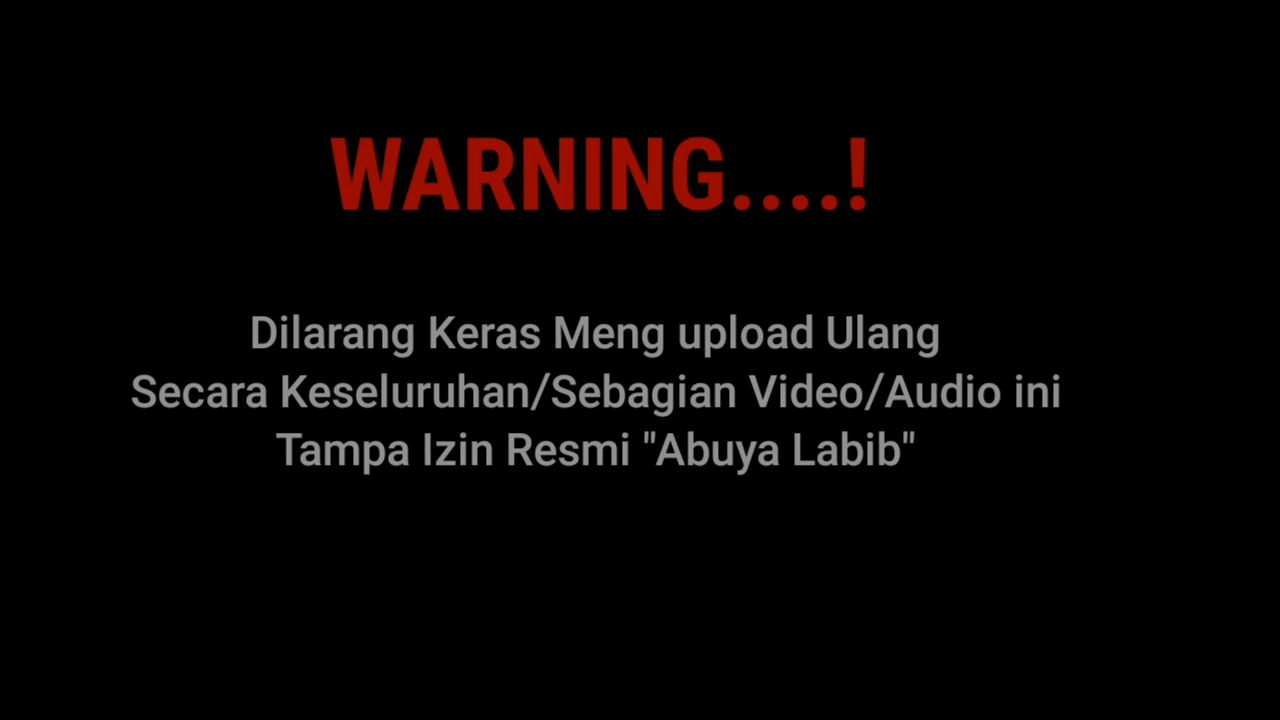 WARNING....!
Dilarang Keras Meng upload Ulang
Secara Keseluruhan/Sebagian Video/Audio ini
Tampa Izin Resmi "Abuya Labib"